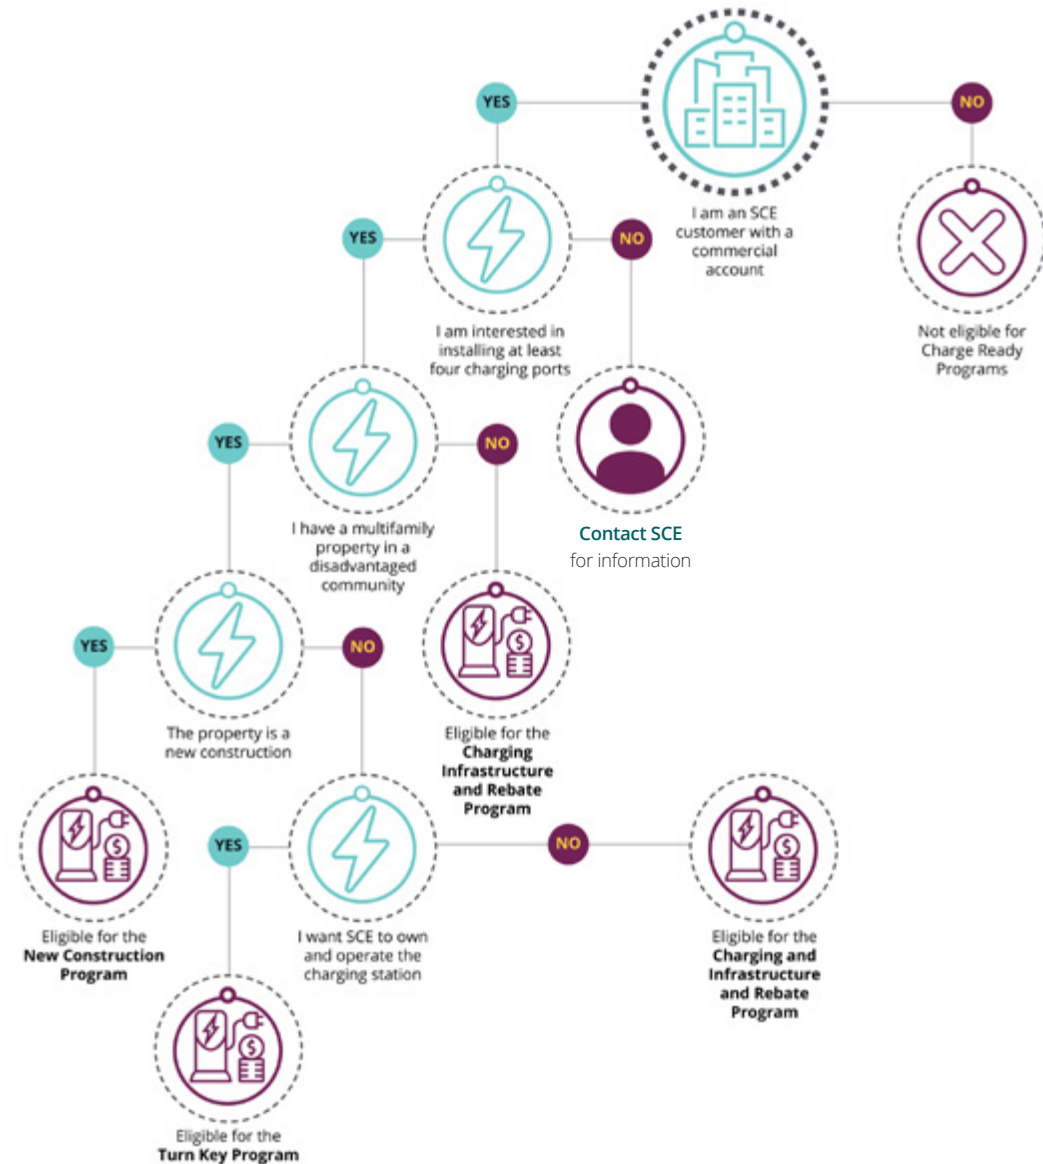 YES
NO
I am an SCE
customer with a
commercial
account
YES
NO
I am interested in
installing at least
four charging ports
Not eligible for
Charge Ready
Programs
YES
NO
I have a multifamily
property in a
disadvantaged
community
Contact SCE
for information
YES
NO
The property is a
new construction
Eligible for the
Charging
Infrastructure
and Rebate
Program
$
YES
NO
$
Eligible for the
New Construction
Program
I want SCE to own
and operate the
charging station
$
Eligible for the
Charging and
Infrastructure
and Rebate
Program
$
Eligible for the
Turn Key Program